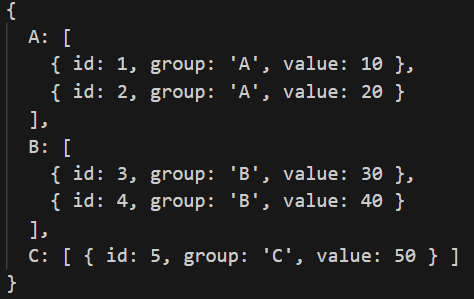 {
  A: [
    { id: 1, group: 'A', value: 10 },
    { id: 2, group: 'A', value: 20 }
  ],
  B: [
    { id: 3, group: 'B', value: 30 },
    { id: 4, group: 'B', value: 40 }
  ],
  C: [ { id: 5, group: 'C', value: 50 } ]
}